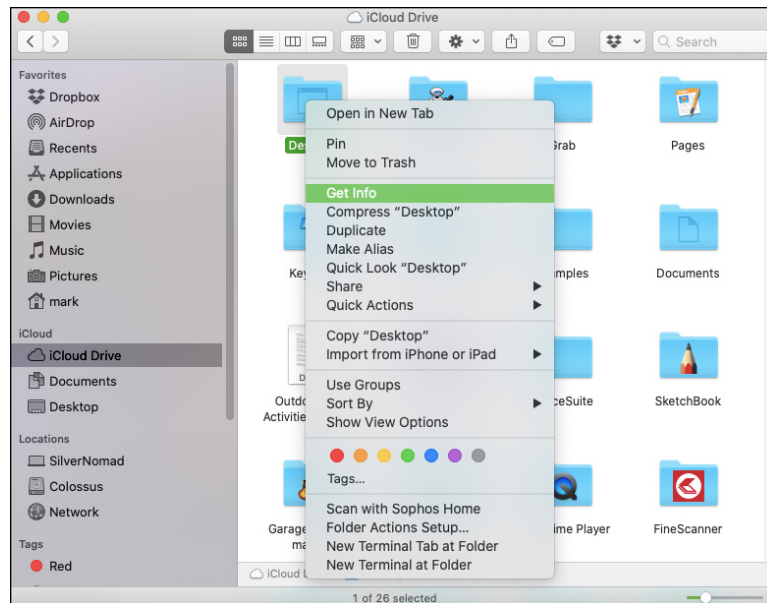 iCloud Drive
Search
Favorites
Dropbox
AirDrop
Recents
Applications
Downloads
Movies
Music
Pictures
mark
iCloud
iCloud Drive
Documents
Desktop
Locations
SilverNomad
Colossus
Network
Tags
Red
Pages
Documents
SketchBook
FineScanner
Open in New Tab
Pin
Move to Trash
Get Info
Compress “Desktop”
Duplicate
Make Alias
Quick Look “Desktop”
Share
Quick Actions
Copy “Desktop”
Import from iPhone or iPad
Use Groups
Sort By
Show View Options
Tags...
Scan with Sophos Home
Folder Actions Setup...
New Terminal Tab at Folder
New Terminal at Folder
1 of 26 selected